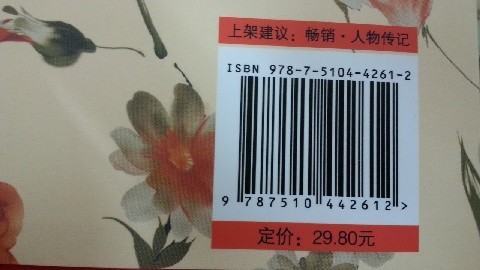 上架建议：畅销·人物传记
ISBN 978-7-5104-4261-2
9 787510 442612 >
定价：29.80元